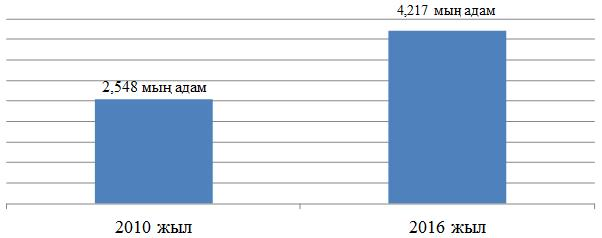 4,217 мың адам
2,548 мың адам
2010 жыл
2016 жыл